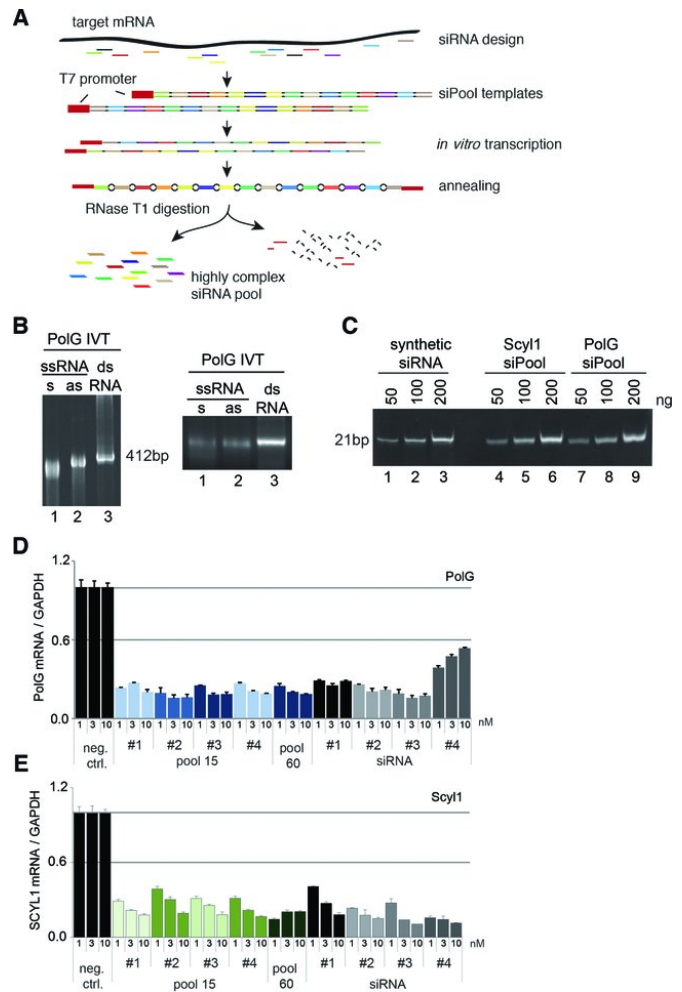 A
target mRNA
siRNA design
T7 promoter
siPool templates
in vitro transcription
annealing
RNase T1 digestion
highly complex
siRNA pool
B
PolG IVT
ssRNA ds
s as RNA
412bp
1 2 3
PolG IVT
ssRNA ds
s as RNA
1 2 3
C
synthetic Scyl1 PolG
siRNA siPool siPool
50 100 200 50 100 200 50 100 200 ng
21bp
1 2 3 4 5 6 7 8 9
D
PolG mRNA / GAPDH
1.2
0.6
0.0
PolG
1 3 10 1 3 10 1 3 10 1 3 10 1 3 10 1 3 10 1 3 10 1 3 10 1 3 10 1 3 10 nM
neg. #1 #2 #3 #4 pool #1 #2 #3 #4
ctrl. pool 15 60 siRNA
E
SCYL1 mRNA / GAPDH
1.2
0.6
0.0
Scyl1
1 3 10 1 3 10 1 3 10 1 3 10 1 3 10 1 3 10 1 3 10 1 3 10 1 3 10 1 3 10 nM
neg. #1 #2 #3 #4 pool #1 #2 #3 #4
ctrl. pool 15 60 siRNA